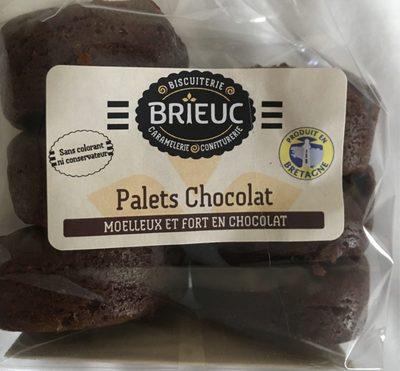 BISCUITERIE
BRIEUC
CARAMELERIE CONFITURERIE
Sans colorant
ni conservateur
PRODUIT EN
BRETAGNE
Palets Chocolat
MOELLEUX ET FORT EN CHOCOLAT